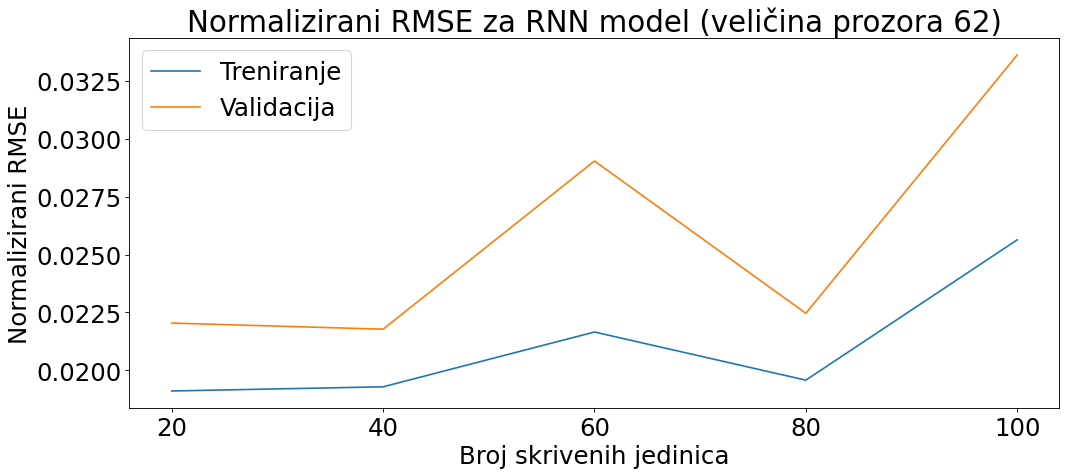 Normalizirani RMSE za RNN model (veličina prozora 62)
Treniranje
Validacija
Normalizirani RMSE
0.0325
0.0300
0.0275
0.0250
0.0225
0.0200
20 40 60 80 100
Broj skrivenih jedinica